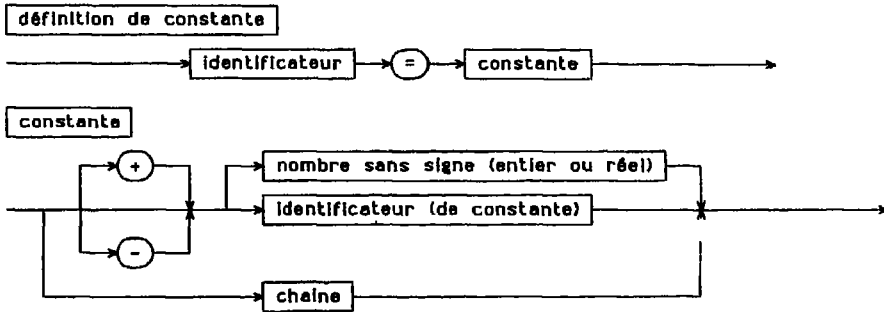 définition de constante
identificateur = constante
constante
+
nombre sans signe (entier ou réel)
identificateur (de constante)
-
chaine